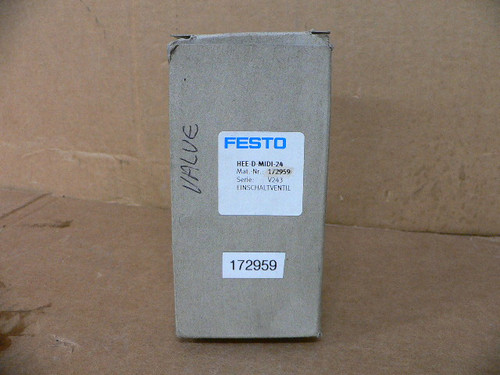 VALVE
FESTO
HEE-D-MIDI-24
Mat.-Nr.: 172959
Serie: V243
EINSCHALTVENTIL
172959